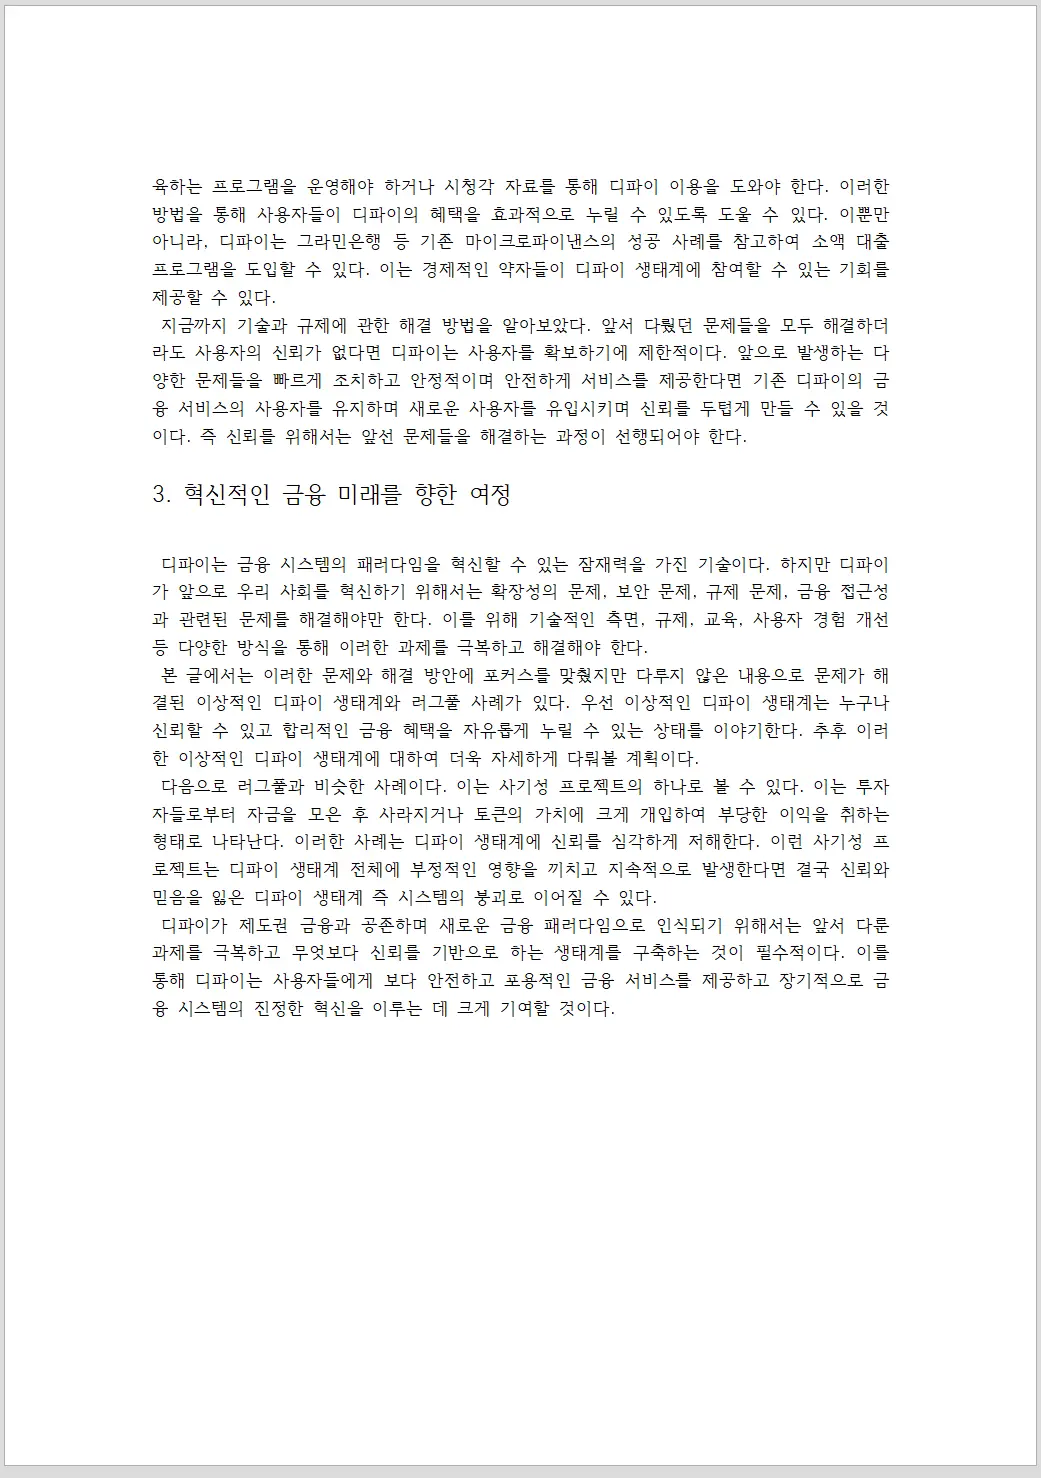 육하는 프로그램을 운영해야 하거나 시청각 자료를 통해 디파이 이용을 도와야 한다. 이러한
방법을 통해 사용자들이 디파이의 혜택을 효과적으로 누릴 수 있도록 도울 수 있다. 이뿐만
아니라, 디파이는 그라민은행 등 기존 마이크로파이낸스의 성공 사례를 참고하여 소액 대출
프로그램을 도입할 수 있다. 이는 경제적인 약자들이 디파이 생태계에 참여할 수 있는 기회를
제공할 수 있다.
지금까지 기술과 규제에 관한 해결 방법을 알아보았다. 앞서 다뤘던 문제들을 모두 해결하더
라도 사용자의 신뢰가 없다면 디파이는 사용자를 확보하기에 제한적이다. 앞으로 발생하는 다
양한 문제들을 빠르게 조치하고 안정적이며 안전하게 서비스를 제공한다면 기존 디파이의 금
융 서비스의 사용자를 유지하며 새로운 사용자를 유입시키며 신뢰를 두텁게 만들 수 있을 것
이다. 즉 신뢰를 위해서는 앞선 문제들을 해결하는 과정이 선행되어야 한다.
3. 혁신적인 금융 미래를 향한 여정
디파이는 금융 시스템의 패러다임을 혁신할 수 있는 잠재력을 가진 기술이다. 하지만 디파이
가 앞으로 우리 사회를 혁신하기 위해서는 확장성의 문제, 보안 문제, 규제 문제, 금융 접근성
과 관련된 문제를 해결해야만 한다. 이를 위해 기술적인 측면, 규제, 교육, 사용자 경험 개선
등 다양한 방식을 통해 이러한 과제를 극복하고 해결해야 한다.
본 글에서는 이러한 문제와 해결 방안에 포커스를 맞췄지만 다루지 않은 내용으로 문제가 해
결된 이상적인 디파이 생태계와 러그풀 사례가 있다. 우선 이상적인 디파이 생태계는 누구나
신뢰할 수 있고 합리적인 금융 혜택을 자유롭게 누릴 수 있는 상태를 이야기한다. 추후 이러
한 이상적인 디파이 생태계에 대하여 더욱 자세하게 다뤄볼 계획이다.
다음으로 러그풀과 비슷한 사례이다. 이는 사기성 프로젝트의 하나로 볼 수 있다. 이는 투자
자들로부터 자금을 모은 후 사라지거나 토큰의 가치에 크게 개입하여 부당한 이익을 취하는
형태로 나타난다. 이러한 사례는 디파이 생태계에 신뢰를 심각하게 저해한다. 이런 사기성 프
로젝트는 디파이 생태계 전체에 부정적인 영향을 끼치고 지속적으로 발생한다면 결국 신뢰와
믿음을 잃은 디파이 생태계 즉 시스템의 붕괴로 이어질 수 있다.
디파이가 제도권 금융과 공존하며 새로운 금융 패러다임으로 인식되기 위해서는 앞서 다룬
과제를 극복하고 무엇보다 신뢰를 기반으로 하는 생태계를 구축하는 것이 필수적이다. 이를
통해 디파이는 사용자들에게 보다 안전하고 포용적인 금융 서비스를 제공하고 장기적으로 금
융 시스템의 진정한 혁신을 이루는 데 크게 기여할 것이다.